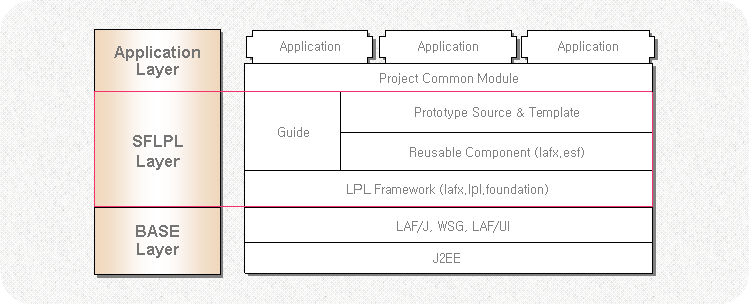 Application
Layer
Application
Application
Application
Project Common Module
SFLPL
Layer
Guide
Prototype Source & Template
Reusable Component (lafx.esf)
LPL Framework (lafx.lpl.foundation)
BASE
Layer
LAF/J, WSG, LAF/UI
J2EE